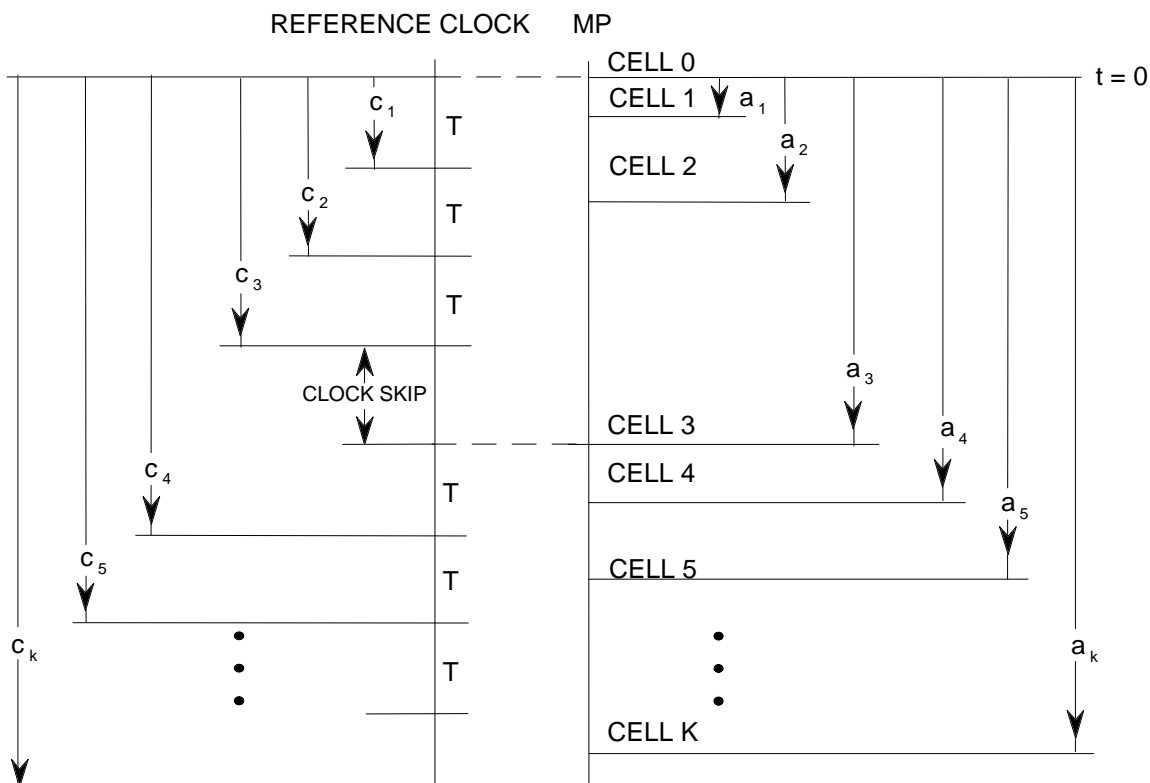 REFERENCE CLOCK MP
CELL 0
t = 0
CELL 1
a 1
c 1
T
a 2
CELL 2
c 2
T
c 3
T
a 3
CLOCK SKIP
CELL 3
a 4
c 4
CELL 4
T
a 5
c 5
CELL 5
T
c k
a k
T
CELL K